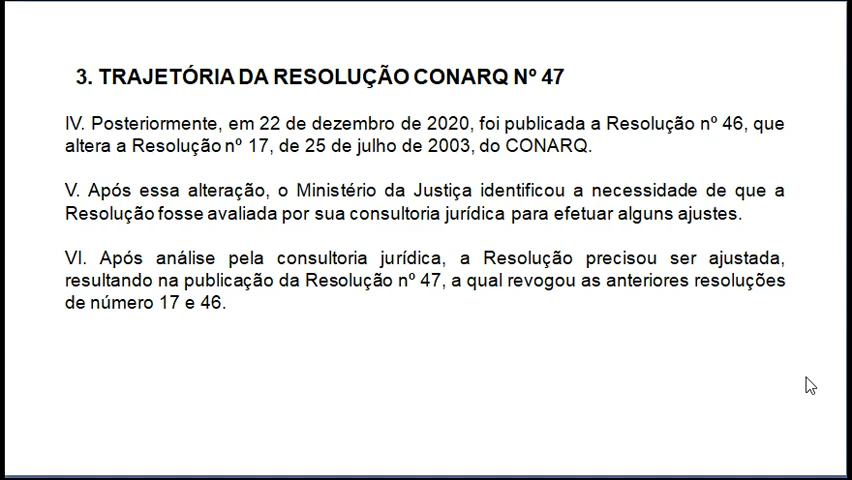 3. TRAJETÓRIA DA RESOLUÇÃO CONARQ Nº 47
IV. Posteriormente, em 22 de dezembro de 2020, foi publicada a Resolução nº 46, que
altera a Resolução nº 17, de 25 de julho de 2003, do CONARQ.
V. Após essa alteração, o Ministério da Justiça identificou a necessidade de que a
Resolução fosse avaliada por sua consultoria jurídica para efetuar alguns ajustes.
VI. Após análise pela consultoria jurídica, a Resolução precisou ser ajustada,
resultando na publicação da Resolução nº 47, a qual revogou as anteriores resoluções
de número 17 e 46.